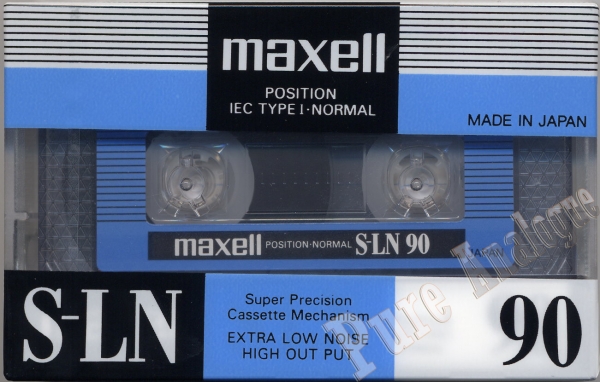 maxell
POSITION
IEC TYPE I·NORMAL
MADE IN JAPAN
maxell POSITION·NORMAL S-LN 90
JAPAN
S-LN
Super Precision
Cassette Mechanism
EXTRA LOW NOISE
HIGH OUT PUT
90
Pure Analogue